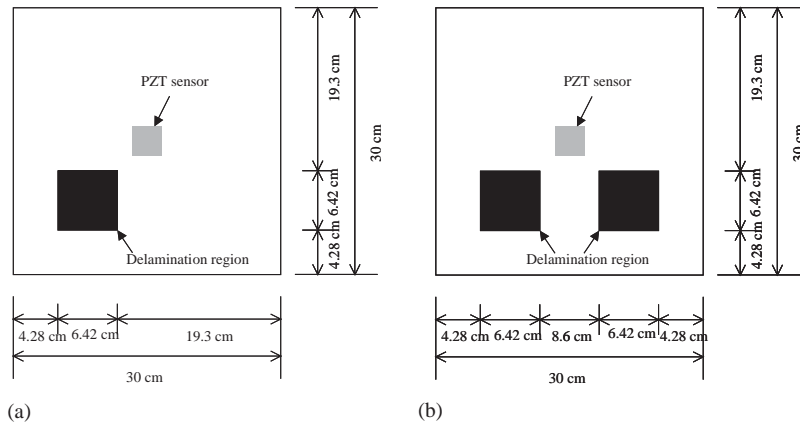 PZT sensor
Delamination region
19.3 cm
6.42 cm
4.28 cm
30 cm
4.28 cm
6.42 cm
19.3 cm
30 cm
(a)
PZT sensor
Delamination region
19.3 cm
6.42 cm
4.28 cm
30 cm
4.28 cm
6.42 cm
8.6 cm
6.42 cm
4.28 cm
30 cm
(b)